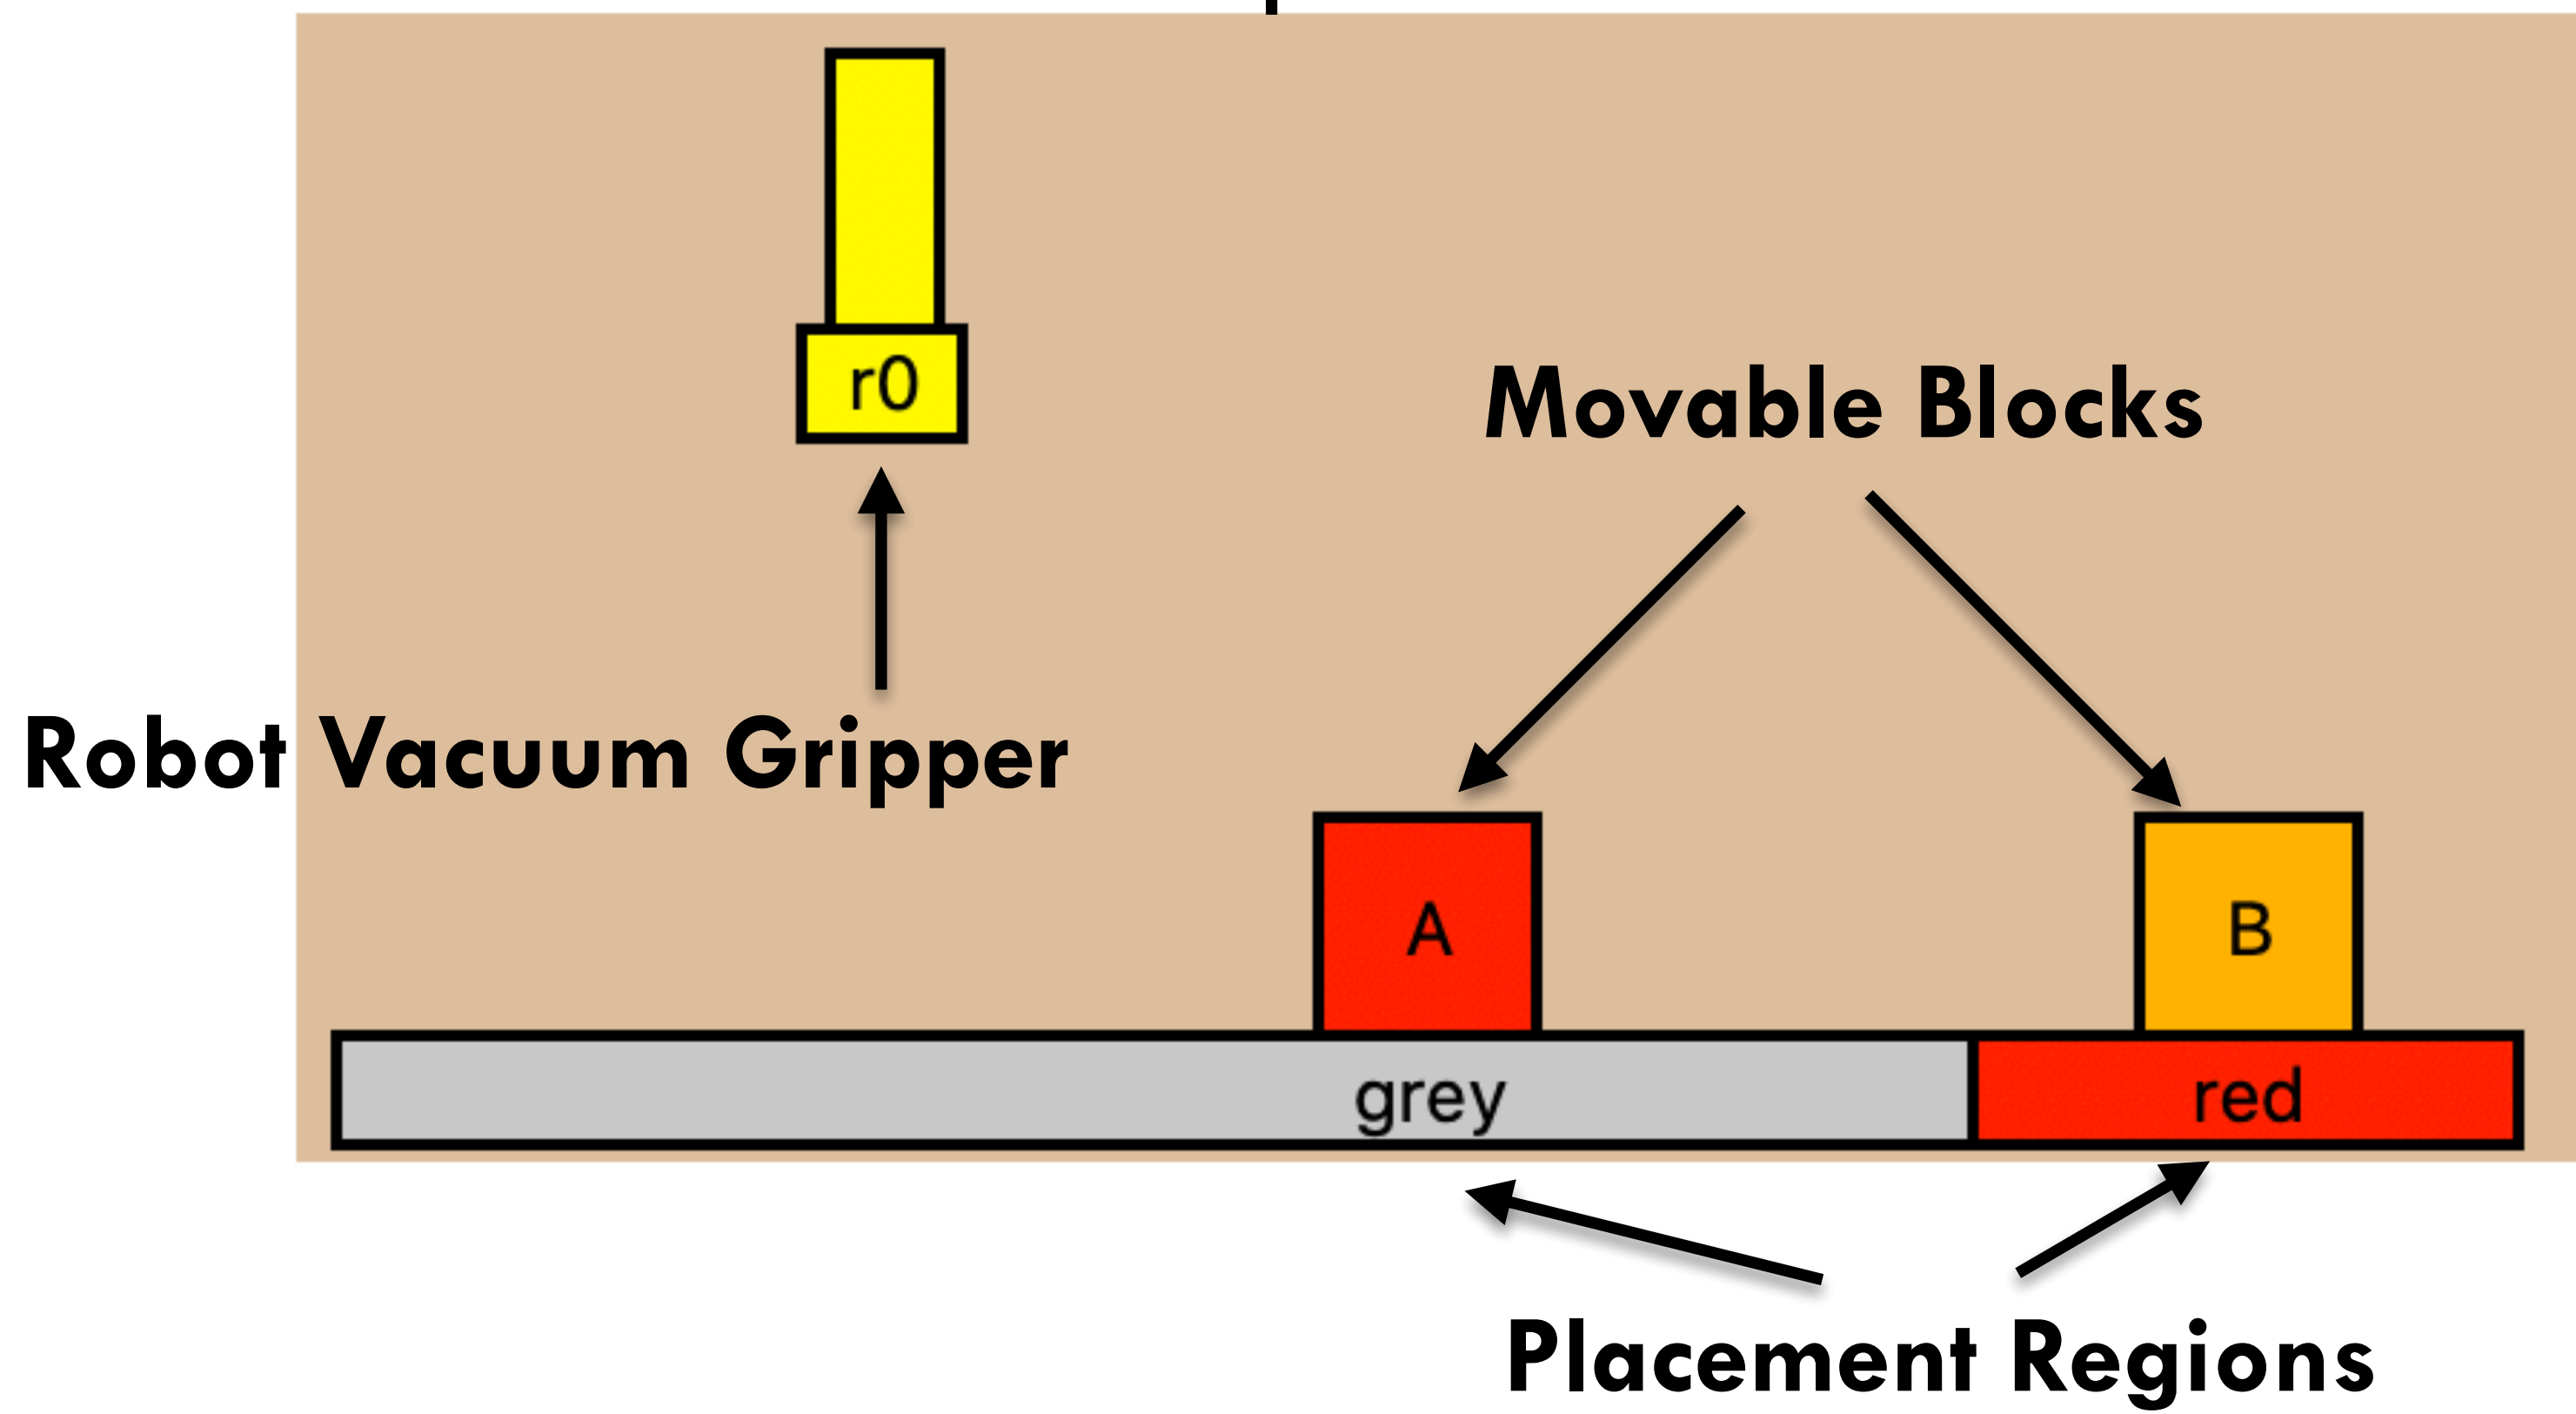 r0
Movable Blocks
Robot Vacuum Gripper
A
B
grey
red
Placement Regions